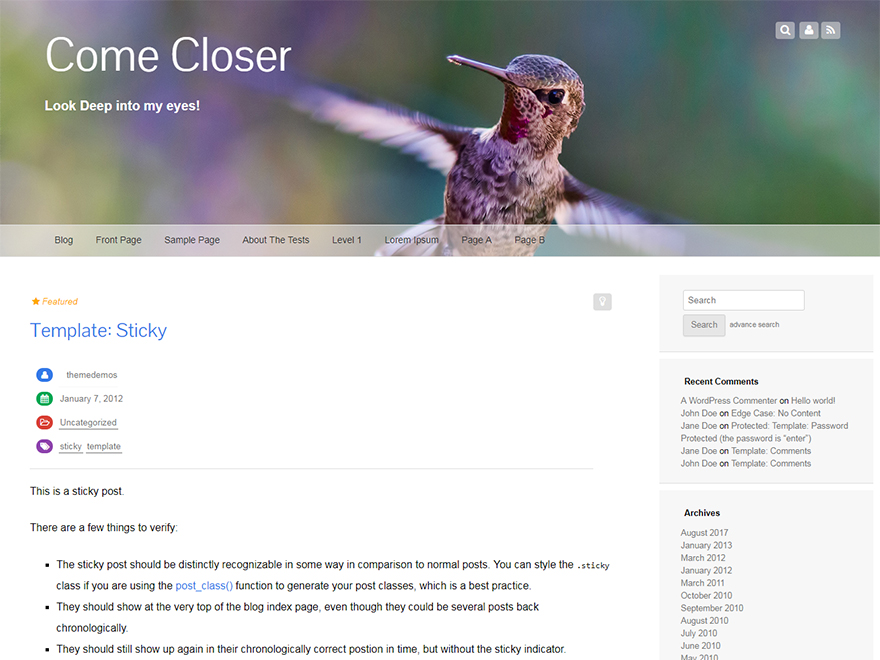 Come Closer
Look Deep into my eyes!
Blog Front Page Sample Page About The Tests Level 1 Lorem Ipsum Page A Page B
Featured
Template: Sticky
themedemos
January 7, 2012
Uncategorized
sticky template
This is a sticky post.
There are a few things to verify:
The sticky post should be distinctly recognizable in some way in comparison to normal posts. You can style the .sticky
class if you are using the post_class() function to generate your post classes, which is a best practice.
They should show at the very top of the blog index page, even though they could be several posts back
chronologically.
They should still show up again in their chronologically correct postion in time, but without the sticky indicator.
Search
Search advance search
Recent Comments
A WordPress Commenter on Hello world!
John Doe on Edge Case: No Content
Jane Doe on Protected: Template: Password
Protected (the password is “enter”)
Jane Doe on Template: Comments
John Doe on Template: Comments
Archives
August 2017
January 2013
March 2012
January 2012
March 2011
October 2010
September 2010
August 2010
July 2010
June 2010
May 2010